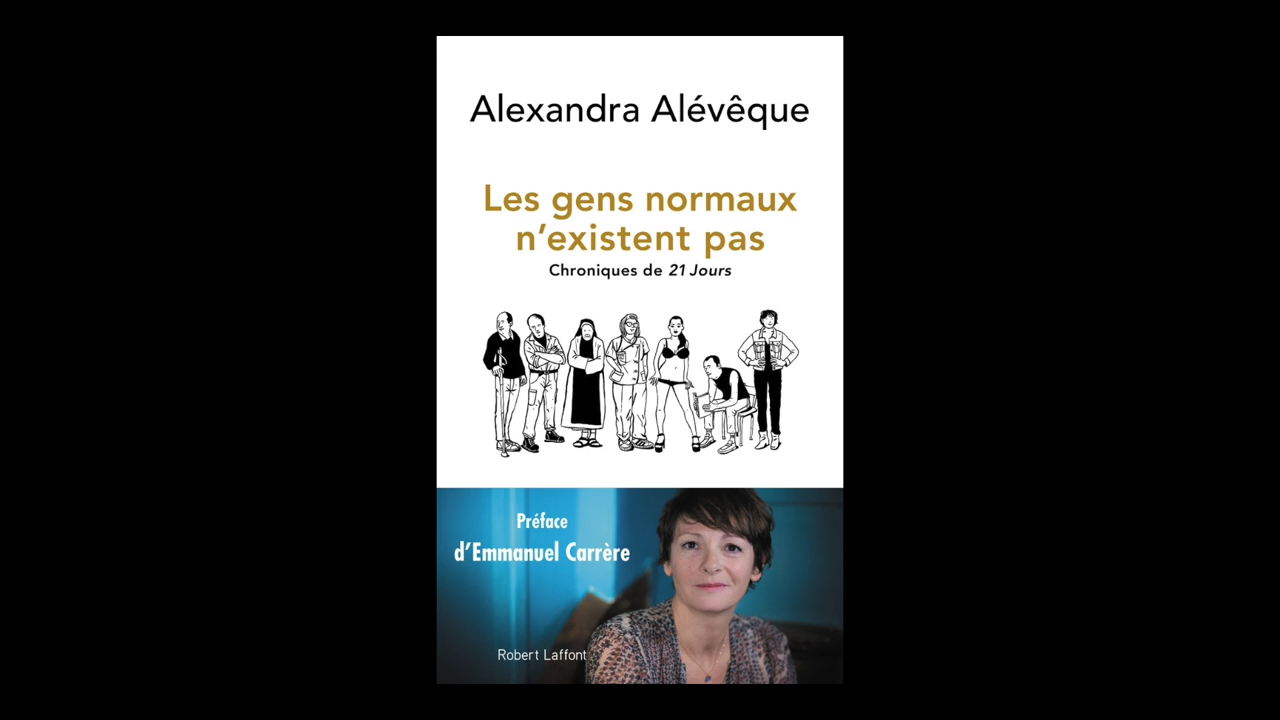 Alexandra Alévêque
Les gens normaux
n’existent pas
Chroniques de 21 Jours
Préface
d’Emmanuel Carrère
Robert Laffont